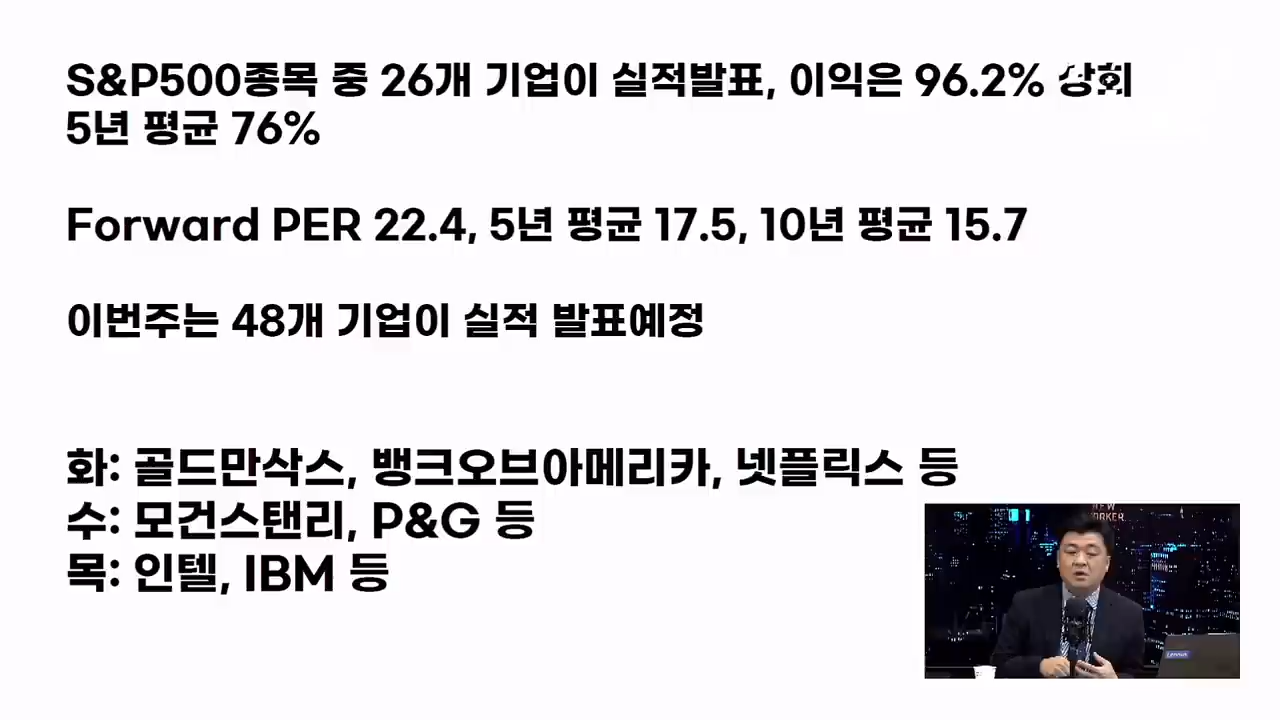 S&P500종목 중 26개 기업이 실적발표, 이익은 96.2% 상회
5년 평균 76%
Forward PER 22.4, 5년 평균 17.5, 10년 평균 15.7
이번주는 48개 기업이 실적 발표예정
화: 골드만삭스, 뱅크오브아메리카, 넷플릭스 등
수: 모건스탠리, P&G 등
목: 인텔, IBM 등
Lenovo